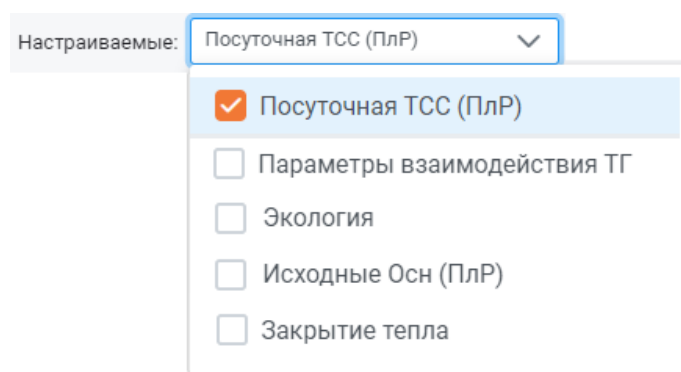 Настраиваемые: Посуточная ТСС (ПлР)
Посуточная ТСС (ПлР)
Параметры взаимодействия ТГ
Экология
Исходные Осн (ПлР)
Закрытие тепла